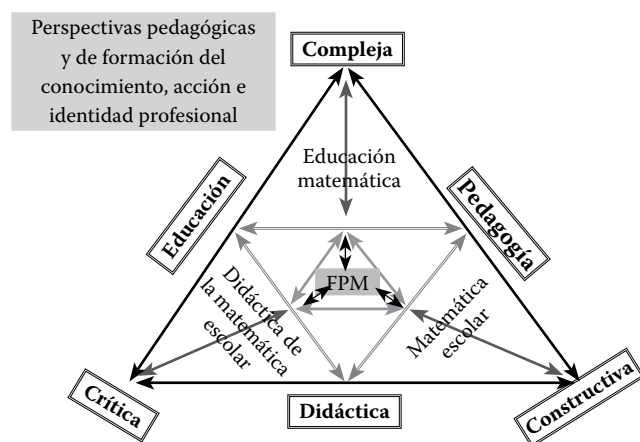 Perspectivas pedagógicas
y de formación del
conocimiento, acción e
identidad profesional
Compleja
Educación
matemática
Educación
Pedagogía
FPM
Didáctica de
la matemática
escolar
Matemática
escolar
Crítica
Didáctica
Constructiva